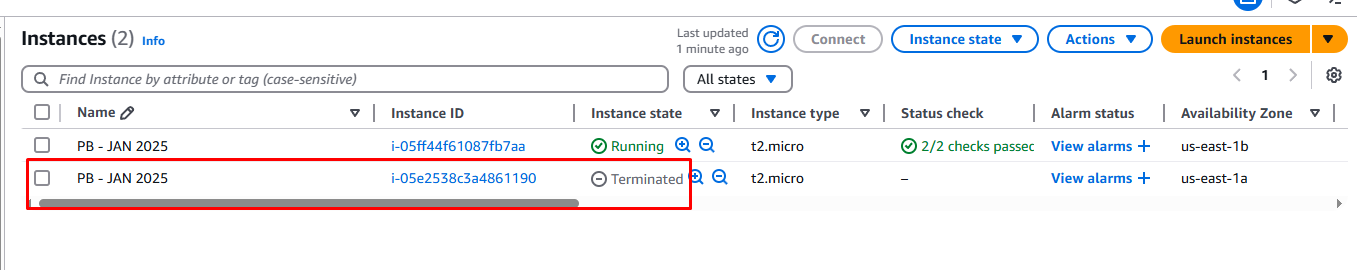 Instances (2) Info
Last updated
1 minute ago
Connect
Instance state
Actions
Launch instances
Find Instance by attribute or tag (case-sensitive)
All states
1
Name Instance ID Instance state Instance type Status check Alarm status Availability Zone
PB - JAN 2025 i-05ff44f61087fb7aa Running t2.micro 2/2 checks passed View alarms + us-east-1b
PB - JAN 2025 i-05e2538c3a4861190 Terminated t2.micro – View alarms + us-east-1a